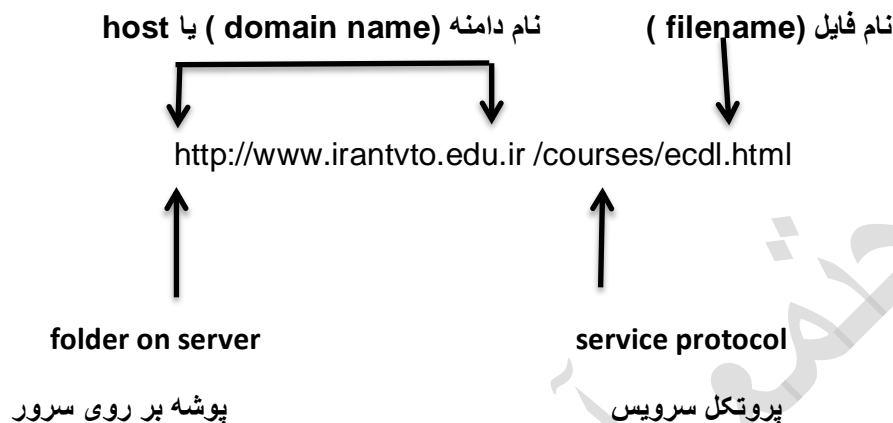 نام فایل (filename )
نام دامنه (domain name ) یا host
http://www.irantvto.edu.ir /courses/ecdl.html
folder on server
service protocol
پوشه بر روی سرور
پروتکل سرویس